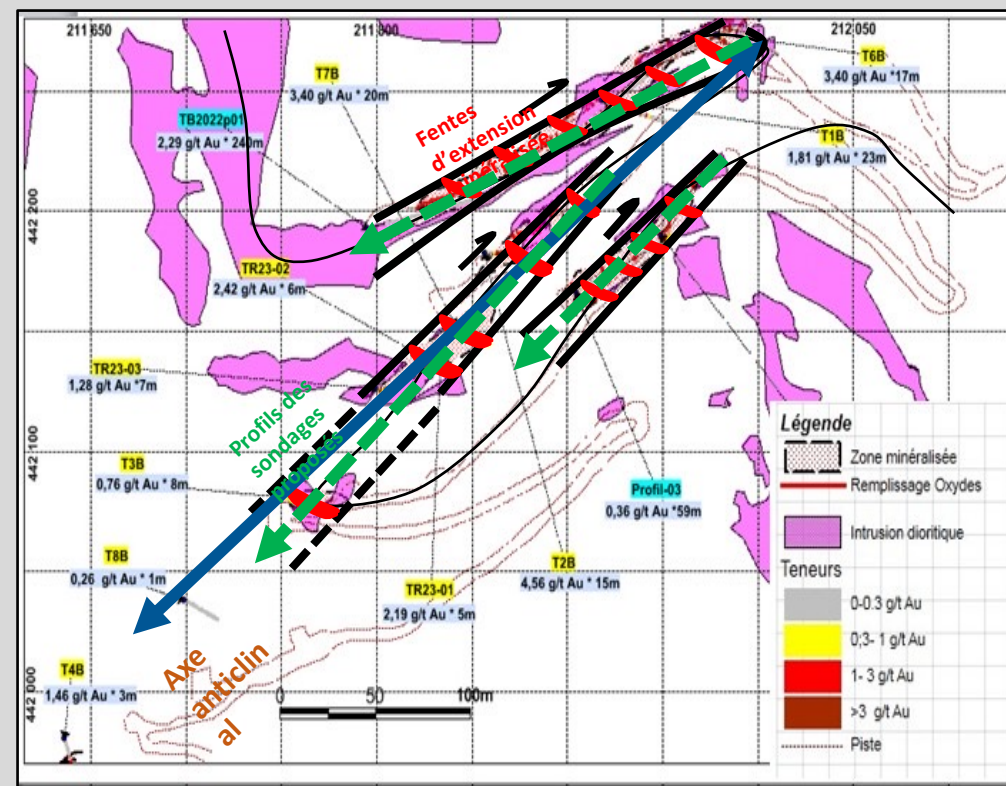 211 650
211 800
212 050
T7B
3,40 g/t Au * 20m
T6B
3,40 g/t Au *17m
TB2022p01
2,29 g/t Au * 240m
Fentes
d'extension
minéralisée
T1B
1,81 g/t Au * 23m
442 200
TR23-02
2,42 g/t Au * 6m
TR23-03
1,28 g/t Au *7m
Profils des
sondages
proposés
442 100
T3B
0,76 g/t Au * 8m
Profil-03
0,36 g/t Au *59m
T8B
0,26 g/t Au * 1m
T2B
4,56 g/t Au * 15m
TR23-01
2,19 g/t Au * 5m
Axe
anticlin
al
T4B
1,46 g/t Au * 3m
442 000
0 50 100m
Légende
Zone minéralisée
Remplissage Oxydes
Intrusion dioritique
Teneurs
0-0.3 g/t Au
0,3- 1 g/t Au
1- 3 g/t Au
>3 g/t Au
Piste